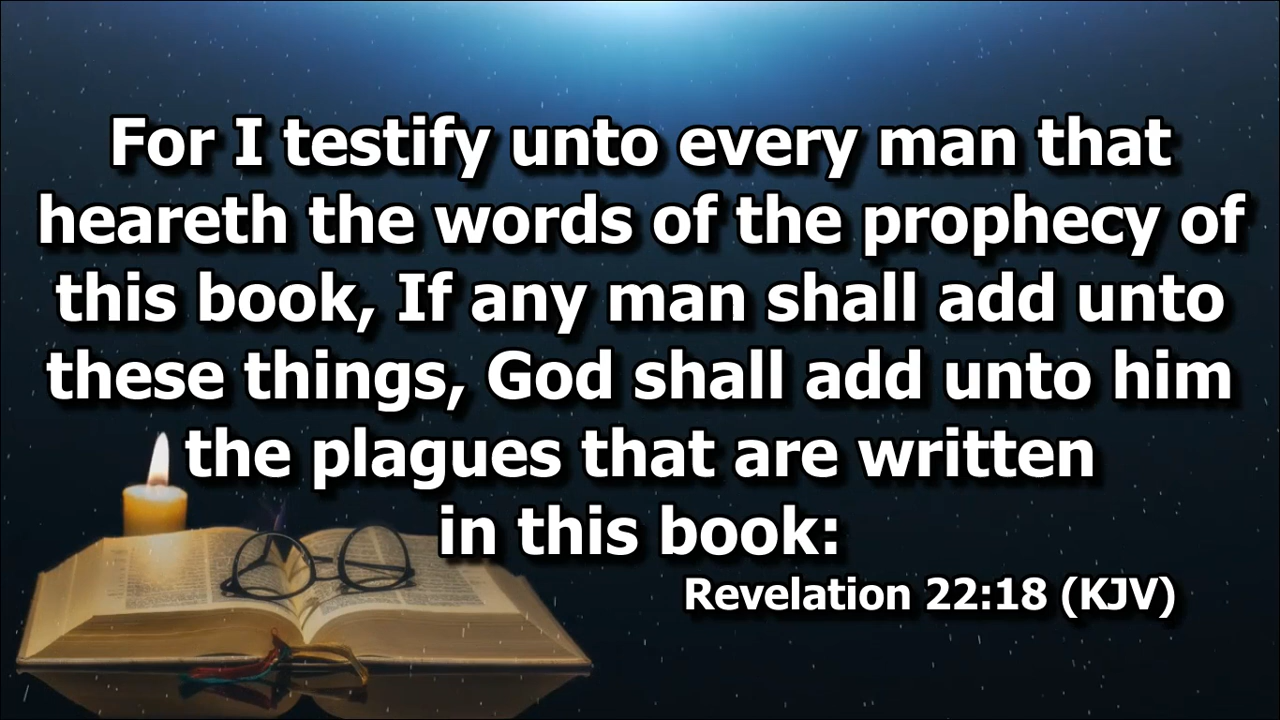 For I testify unto every man that
heareth the words of the prophecy of
this book, If any man shall add unto
these things, God shall add unto him
the plagues that are written
in this book:
Revelation 22:18 (KJV)